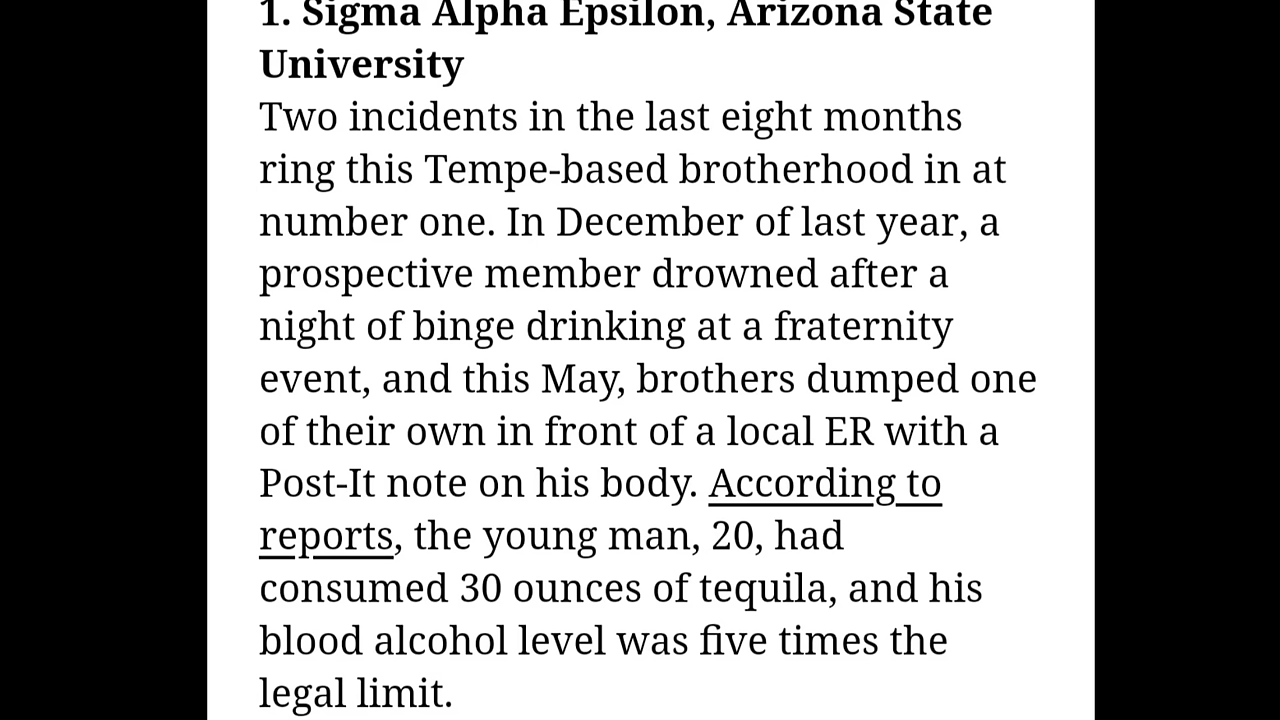 1. Sigma Alpha Epsilon, Arizona State
University
Two incidents in the last eight months
ring this Tempe-based brotherhood in at
number one. In December of last year, a
prospective member drowned after a
night of binge drinking at a fraternity
event, and this May, brothers dumped one
of their own in front of a local ER with a
Post-It note on his body. According to
reports, the young man, 20, had
consumed 30 ounces of tequila, and his
blood alcohol level was five times the
legal limit.